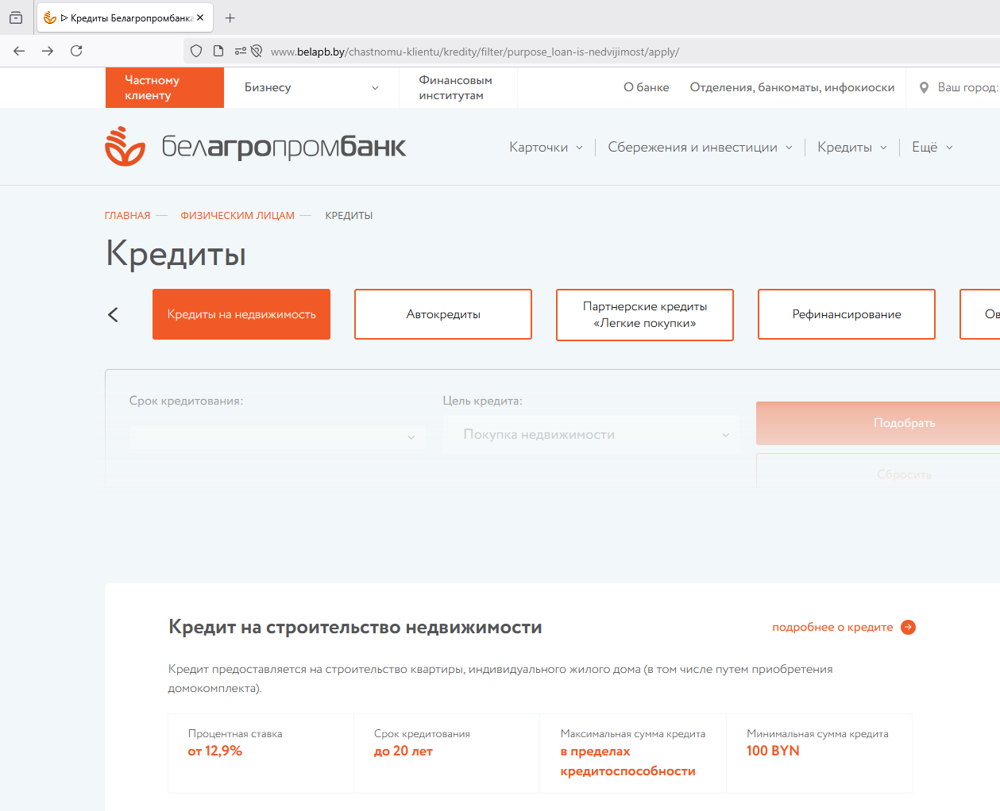 Кредиты Белагропромбанка
www.belapb.by/chastnomu-klientu/kredity/filter/purpose_loan-is-nedvijimost/apply/
Частному
клиенту
Бизнесу
Финансовым
институтам
О банке
Отделения, банкоматы, инфокиоски
Ваш город:
белагропромбанк
Карточки
Сбережения и инвестиции
Кредиты
Ещё
ГЛАВНАЯ —
ФИЗИЧЕСКИМ ЛИЦАМ —
КРЕДИТЫ
Кредиты
Кредиты на недвижимость
Автокредиты
Партнерские кредиты
«Легкие покупки»
Рефинансирование
Ов
Срок кредитования:
Цель кредита:
Покупка недвижимости
Подобрать
Сбросить
Кредит на строительство недвижимости
подробнее о кредите
Кредит предоставляется на строительство квартиры, индивидуального жилого дома (в том числе путем приобретения
домокомплекта).
Процентная ставка
от 12,9%
Срок кредитования
до 20 лет
Максимальная сумма кредита
в пределах
кредитоспособности
Минимальная сумма кредита
100 BYN